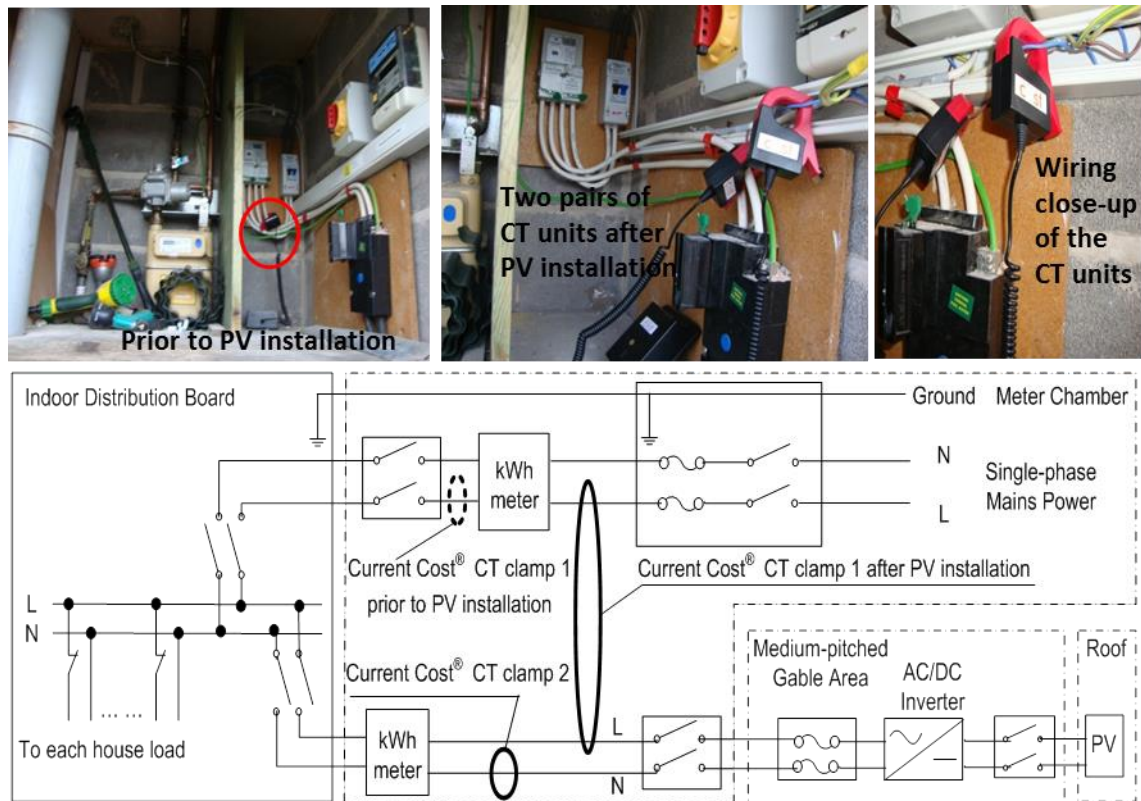 Prior to PV installation
Two pairs of
CT units after
PV installation
c st
c st
Wiring
close-up
of the
CT units
Indoor Distribution Board
Ground
Meter Chamber
N
L
Single-phase
Mains Power
kWh
meter
Current Cost® CT clamp 1
prior to PV installation
Current Cost® CT clamp 1 after PV installation
L
N
Current Cost® CT clamp 2
... ...
To each house load
kWh
meter
L
N
Medium-pitched
Gable Area
AC/DC
Inverter
Roof
PV